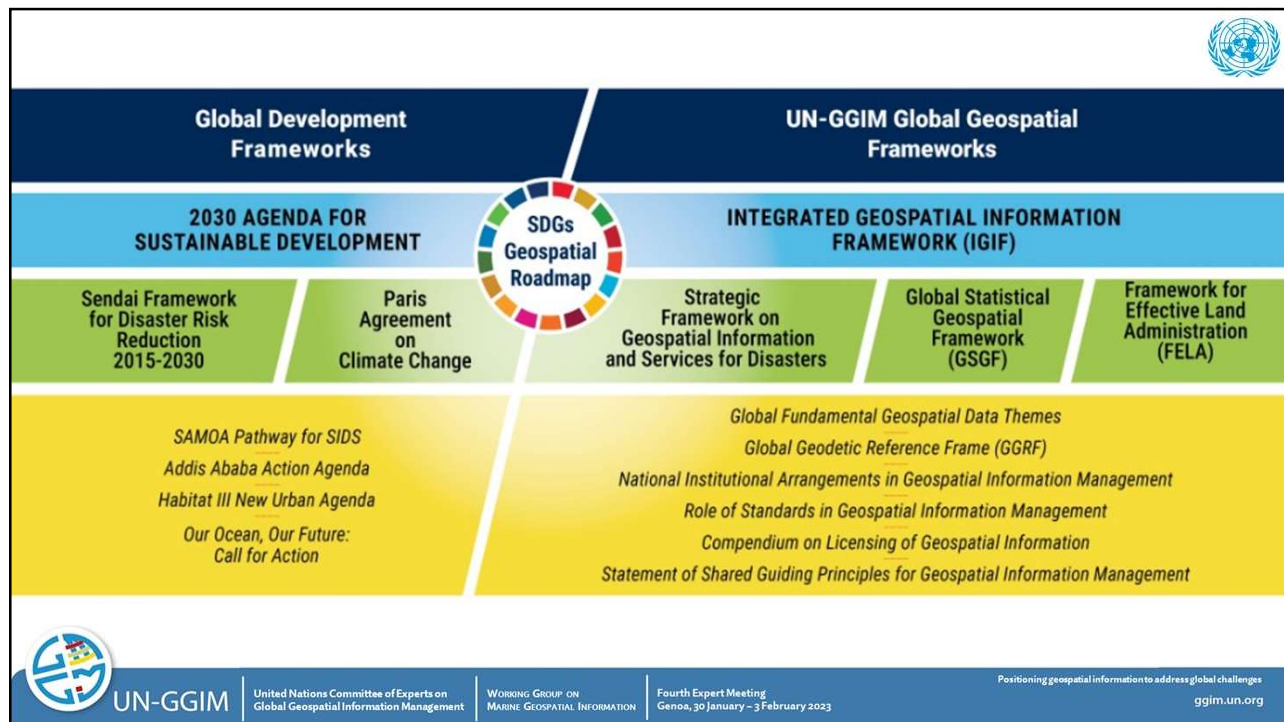 Global Development
Frameworks
UN-GGIM Global Geospatial
Frameworks
2030 AGENDA FOR
SUSTAINABLE DEVELOPMENT
SDGs
Geospatial
Roadmap
INTEGRATED GEOSPATIAL INFORMATION
FRAMEWORK (IGIF)
Sendai Framework
for Disaster Risk
Reduction
2015-2030
Paris
Agreement
on
Climate Change
Strategic
Framework on
Geospatial Information
and Services for Disasters
Global Statistical
Geospatial
Framework
(GSGF)
Framework for
Effective Land
Administration
(FELA)
SAMOA Pathway for SIDS
Addis Ababa Action Agenda
Habitat III New Urban Agenda
Our Ocean, Our Future:
Call for Action
Global Fundamental Geospatial Data Themes
Global Geodetic Reference Frame (GGRF)
National Institutional Arrangements in Geospatial Information Management
Role of Standards in Geospatial Information Management
Compendium on Licensing of Geospatial Information
Statement of Shared Guiding Principles for Geospatial Information Management
UN-GGIM
United Nations Committee of Experts on
Global Geospatial Information Management
WORKING GROUP ON
MARINE GEOSPATIAL INFORMATION
Fourth Expert Meeting
Genoa, 30 January – 3 February 2023
Positioning geospatial information to address global challenges
ggim.un.org